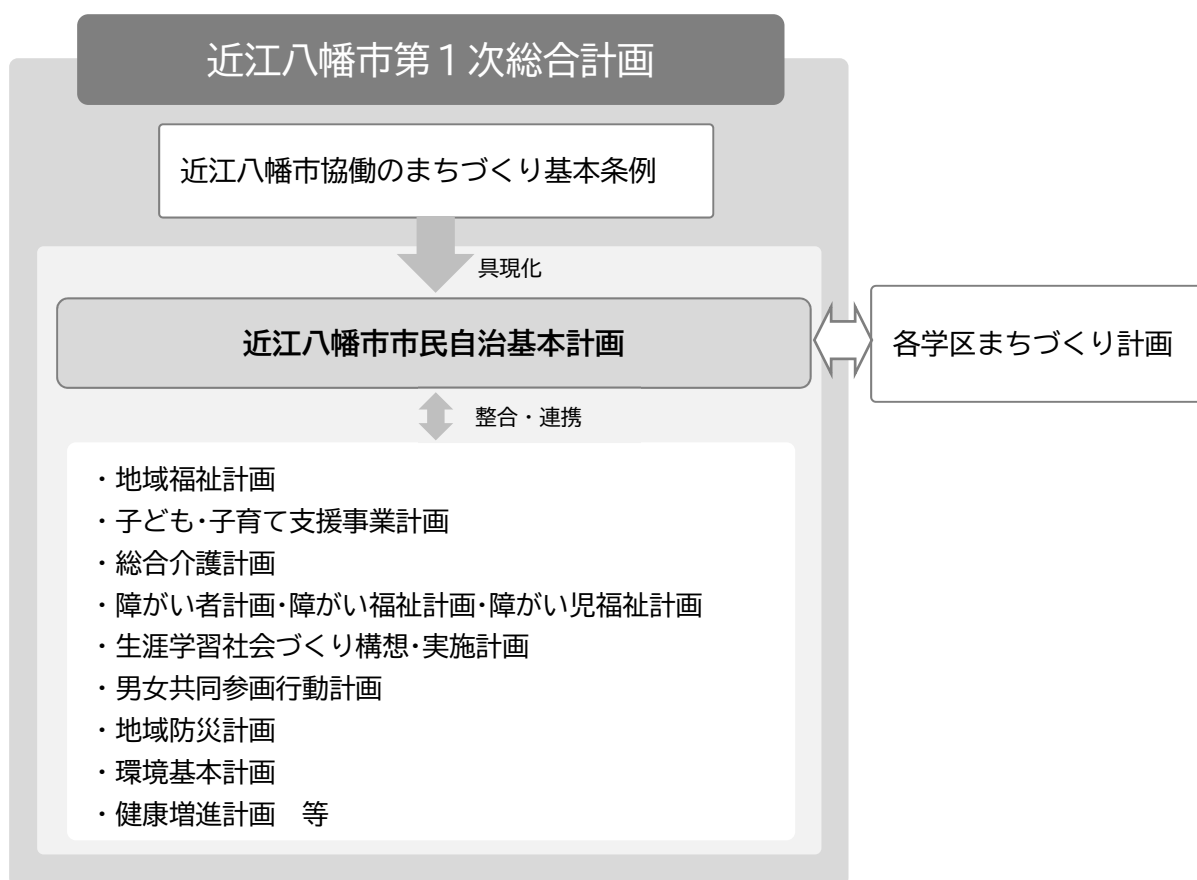 近江八幡市第１次総合計画
近江八幡市協働のまちづくり基本条例
具現化
近江八幡市市民自治基本計画
各学区まちづくり計画
整合・連携
・地域福祉計画
・子ども･子育て支援事業計画
・総合介護計画
・障がい者計画･障がい福祉計画･障がい児福祉計画
・生涯学習社会づくり構想･実施計画
・男女共同参画行動計画
・地域防災計画
・環境基本計画
・健康増進計画　等